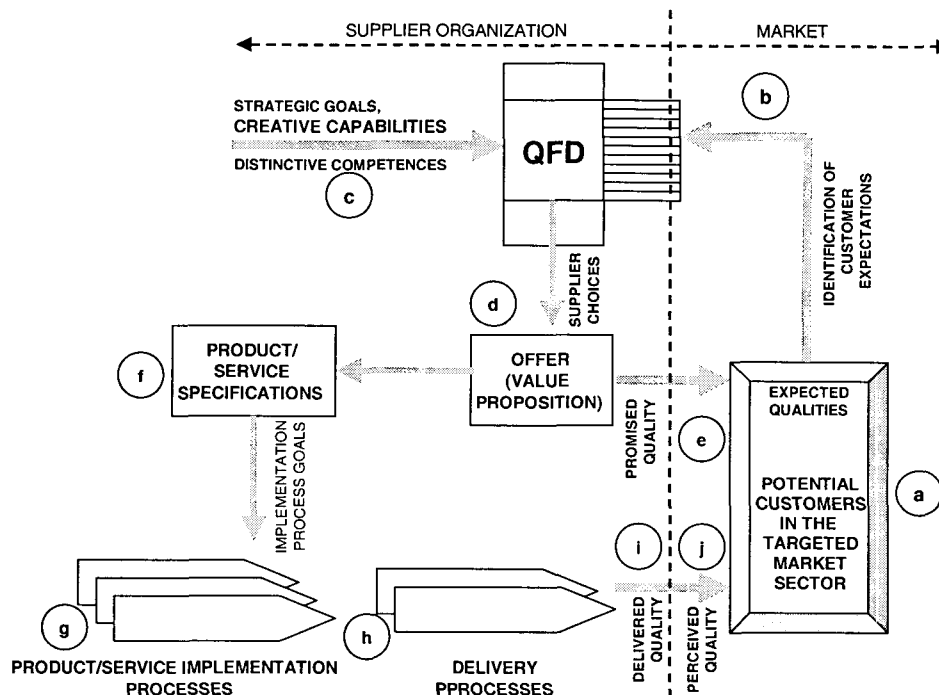 SUPPLIER ORGANIZATION
MARKET
b
STRATEGIC GOALS,
CREATIVE CAPABILITIES
DISTINCTIVE COMPETENCES
c
QFD
IDENTIFICATION OF
CUSTOMER
EXPECTATIONS
SUPPLIER
CHOICES
d
f
PRODUCT/
SERVICE
SPECIFICATIONS
OFFER
(VALUE
PROPOSITION)
PROMISED
QUALITY
e
EXPECTED
QUALITIES
POTENTIAL
CUSTOMERS
IN THE
TARGETED
MARKET
SECTOR
a
IMPLEMENTATION
PROCESS GOALS
i
j
g
h
DELIVERED
QUALITY
PERCEIVED
QUALITY
PRODUCT/SERVICE IMPLEMENTATION
PROCESSES
DELIVERY
PPROCESSES